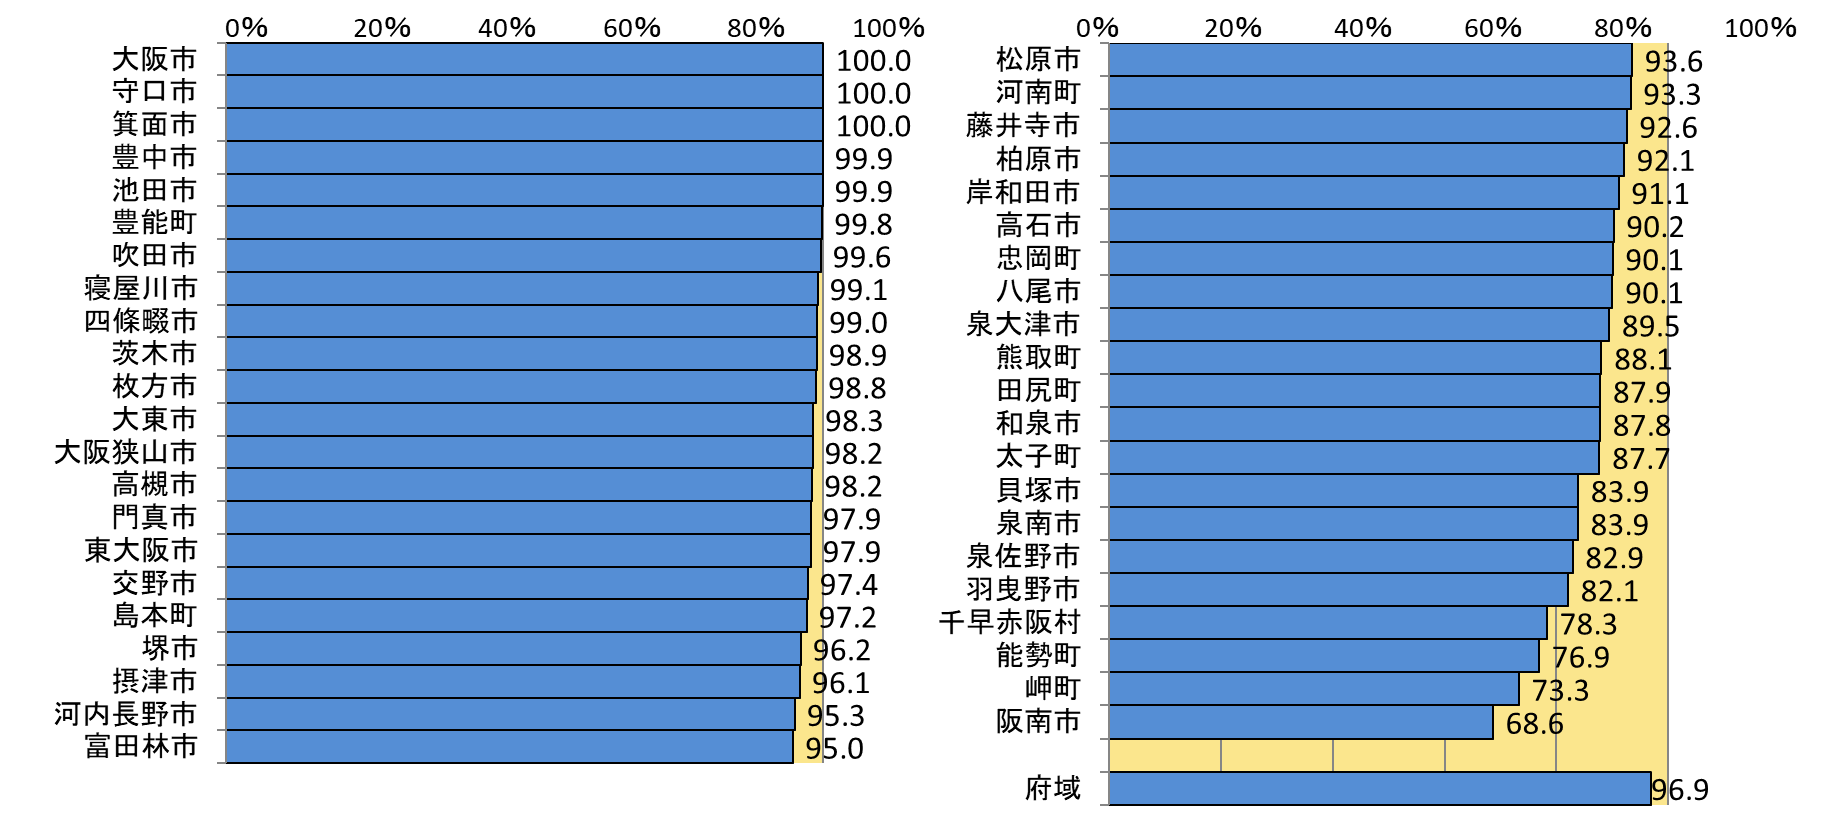 0% 20% 40% 60% 80% 100%
大阪市 100.0
守口市 100.0
箕面市 100.0
豊中市 99.9
池田市 99.9
豊能町 99.8
吹田市 99.6
寝屋川市 99.1
四條畷市 99.0
茨木市 98.9
枚方市 98.8
大東市 98.3
大阪狭山市 98.2
高槻市 98.2
門真市 97.9
東大阪市 97.9
交野市 97.4
島本町 97.2
堺市 96.2
摂津市 96.1
河内長野市 95.3
富田林市 95.0
0% 20% 40% 60% 80% 100%
松原市 93.6
河南町 93.3
藤井寺市 92.6
柏原市 92.1
岸和田市 91.1
高石市 90.2
忠岡町 90.1
八尾市 90.1
泉大津市 89.5
熊取町 88.1
田尻町 87.9
和泉市 87.8
太子町 87.7
貝塚市 83.9
泉南市 83.9
泉佐野市 82.9
羽曳野市 82.1
千早赤阪村 78.3
能勢町 76.9
岬町 73.3
阪南市 68.6
府域 96.9